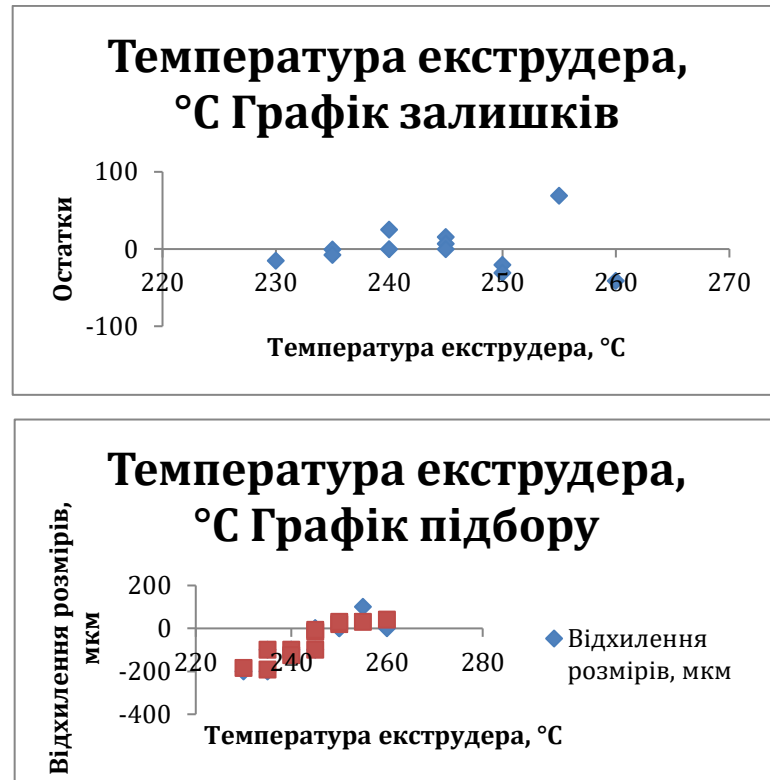 Температура екструдера,
°C Графік залишків
100
0
-100
220 230 240 250 260 270
Остатки
Температура екструдера, °C
Температура екструдера,
°C Графік підбору
Відхилення розмірів,
мкм
200
0
-200
-400
220 240 260 280
Температура екструдера, °C
Відхилення
розмірів, мкм